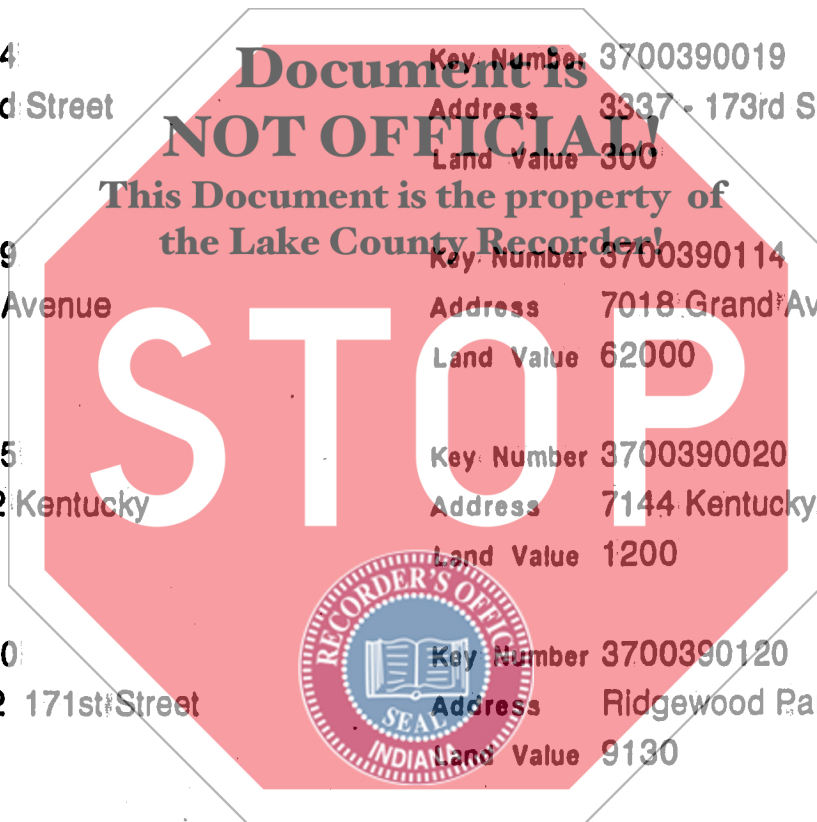 4 Key Number 3700390019
d Street Address 3337 - 173rd S
Land Value 300
9 Key Number 3700390114
Avenue Address 7018 Grand Av
Land Value 62000
5 Key Number 3700390020
2 Kentucky Address 7144 Kentucky
Land Value 1200
0 Key Number 3700390120
2 171st Street Address Ridgewood Pa
Land Value 9130
Document is
NOT OFFICIAL!
This Document is the property of
the Lake County Recorder!
STOP
RECORDER'S OFFIC
SEAL
INDIANA